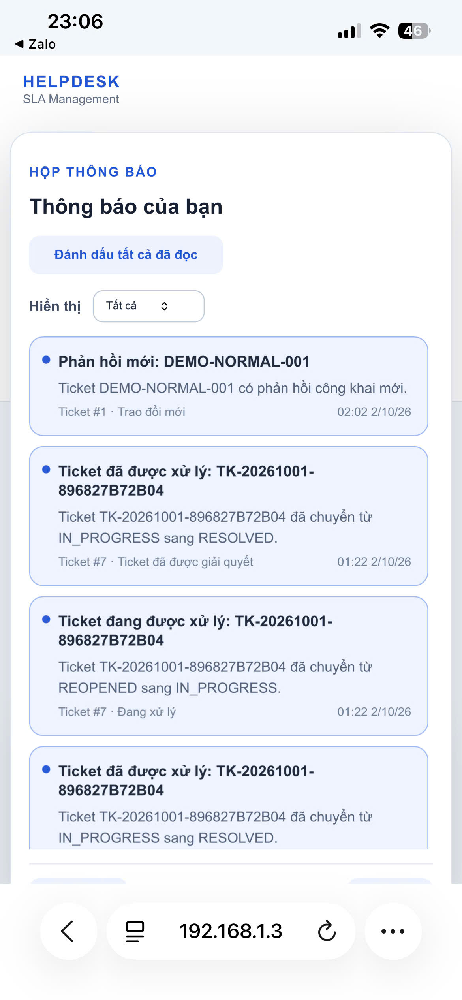 23:06
46
◀ Zalo
HELPDESK
SLA Management
HỘP THÔNG BÁO
Thông báo của bạn
Đánh dấu tất cả đã đọc
Hiển thị
Tất cả
Phản hồi mới: DEMO-NORMAL-001
Ticket DEMO-NORMAL-001 có phản hồi công khai mới.
Ticket #1 · Trao đổi mới 02:02 2/10/26
Ticket đã được xử lý: TK-20261001-
896827B72B04
Ticket TK-20261001-896827B72B04 đã chuyển từ
IN_PROGRESS sang RESOLVED.
Ticket #7 · Ticket đã được giải quyết 01:22 2/10/26
Ticket đang được xử lý: TK-20261001-
896827B72B04
Ticket TK-20261001-896827B72B04 đã chuyển từ
REOPENED sang IN_PROGRESS.
Ticket #7 · Đang xử lý 01:22 2/10/26
Ticket đã được xử lý: TK-20261001-
896827B72B04
Ticket TK-20261001-896827B72B04 đã chuyển từ
IN_PROGRESS sang RESOLVED.
192.168.1.3